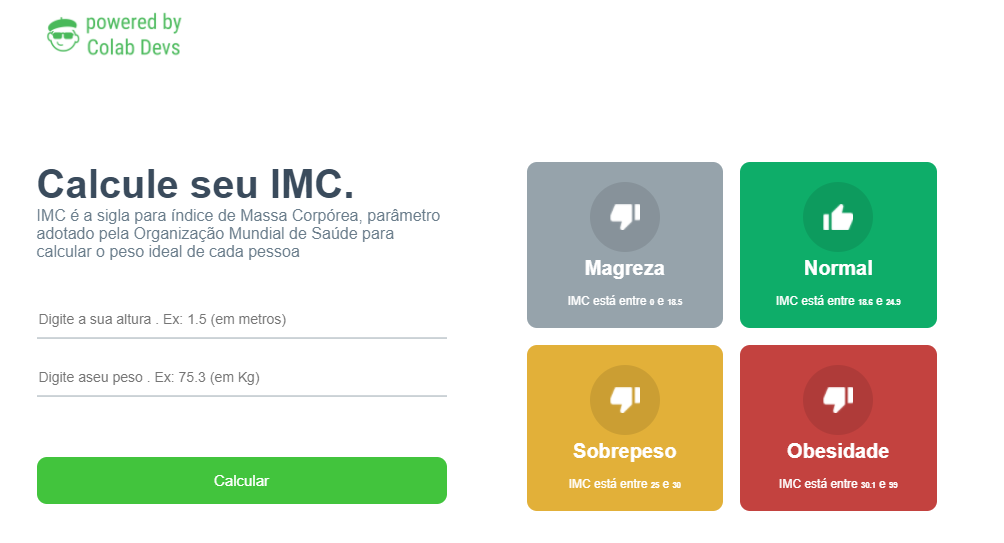 powered by
Colab Devs
Calcule seu IMC.
IMC é a sigla para índice de Massa Corpórea, parâmetro
adotado pela Organização Mundial de Saúde para
calcular o peso ideal de cada pessoa
Digite a sua altura . Ex: 1.5 (em metros)
Digite aseu peso . Ex: 75.3 (em Kg)
Calcular
Magreza
IMC está entre 0 e 18.5
Normal
IMC está entre 18.6 e 24.9
Sobrepeso
IMC está entre 25 e 30
Obesidade
IMC está entre 30.1 e 99